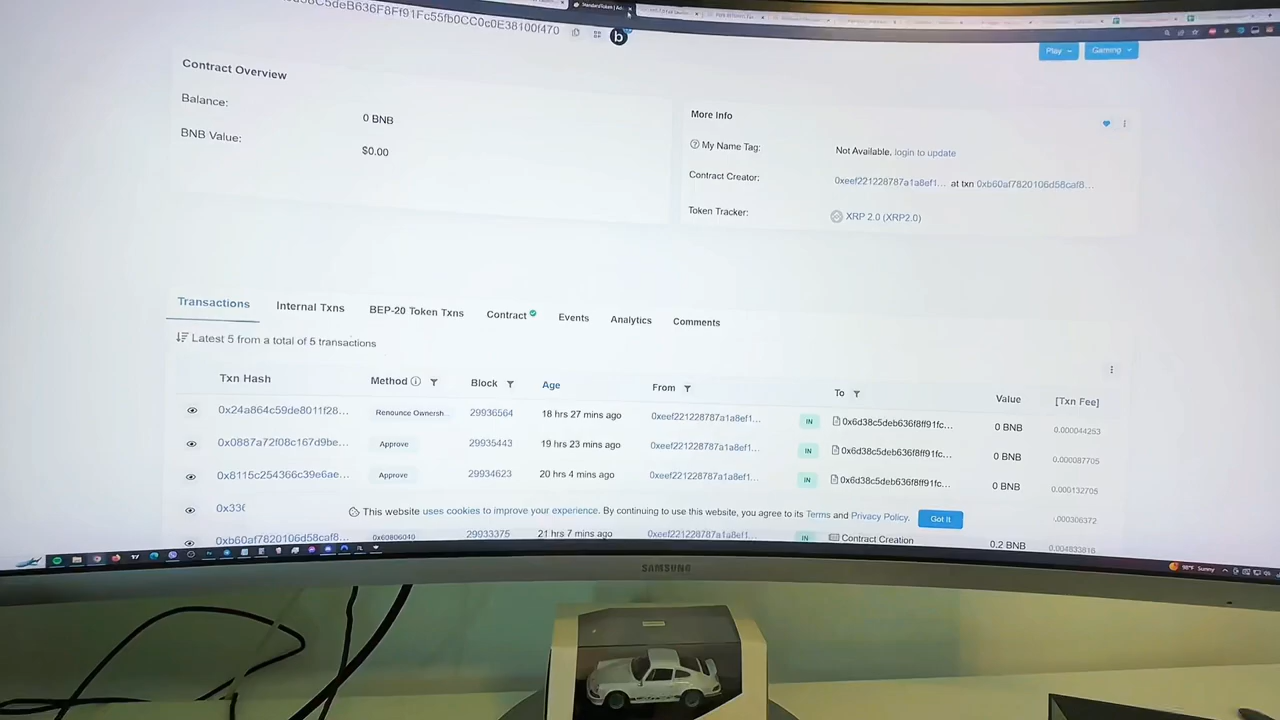 Play
Gaming
Contract Overview
Balance:
0 BNB
BNB Value:
$0.00
More Info
My Name Tag:
Not Available, login to update
Contract Creator:
0xeef221228787a1a8ef1... at txn 0xb60af7820106d58caf8...
Token Tracker:
XRP 2.0 (XRP2.0)
Transactions
Internal Txns
BEP-20 Token Txns
Contract
Events
Analytics
Comments
Latest 5 from a total of 5 transactions
Txn Hash Method Block Age From To Value [Txn Fee]
0x24a864c59de8011f28... Renounce Ownersh... 29936564 18 hrs 27 mins ago 0xeef221228787a1a8ef1... IN 0x6d38c5deb636f8ff91fc... 0 BNB 0.000044253
0x0887a72f08c167d9be... Approve 29935443 19 hrs 23 mins ago 0xeef221228787a1a8ef1... IN 0x6d38c5deb636f8ff91fc... 0 BNB 0.000087705
0x8115c254366c39e6ae... Approve 29934623 20 hrs 4 mins ago 0xeef221228787a1a8ef1... IN 0x6d38c5deb636f8ff91fc... 0 BNB 0.000132705
This website uses cookies to improve your experience. By continuing to use this website, you agree to its Terms and Privacy Policy.
Got It
.000306372
0xb60af7820106d58caf8... 0x60806040 29933375 21 hrs 7 mins ago 0xeef221228787a1a8ef1... IN Contract Creation 0.2 BNB 0.004833816
98°F Sunny
SAMSUNG